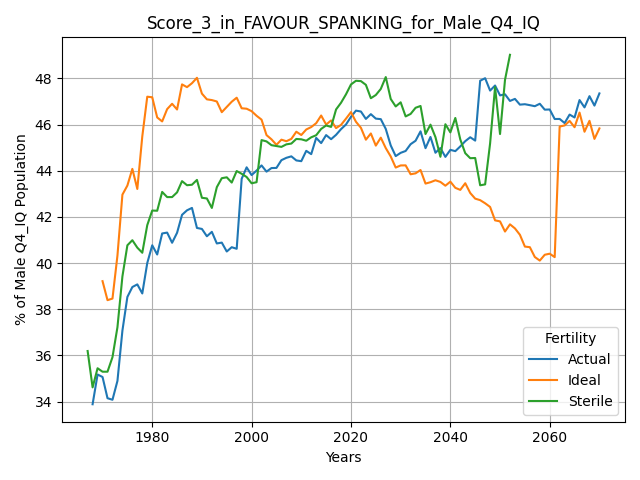 Score_3_in_FAVOUR_SPANKING_for_Male_Q4_IQ
% of Male Q4_IQ Population
48
46
44
42
40
38
36
34
1980 2000 2020 2040 2060
Years
Fertility
Actual
Ideal
Sterile